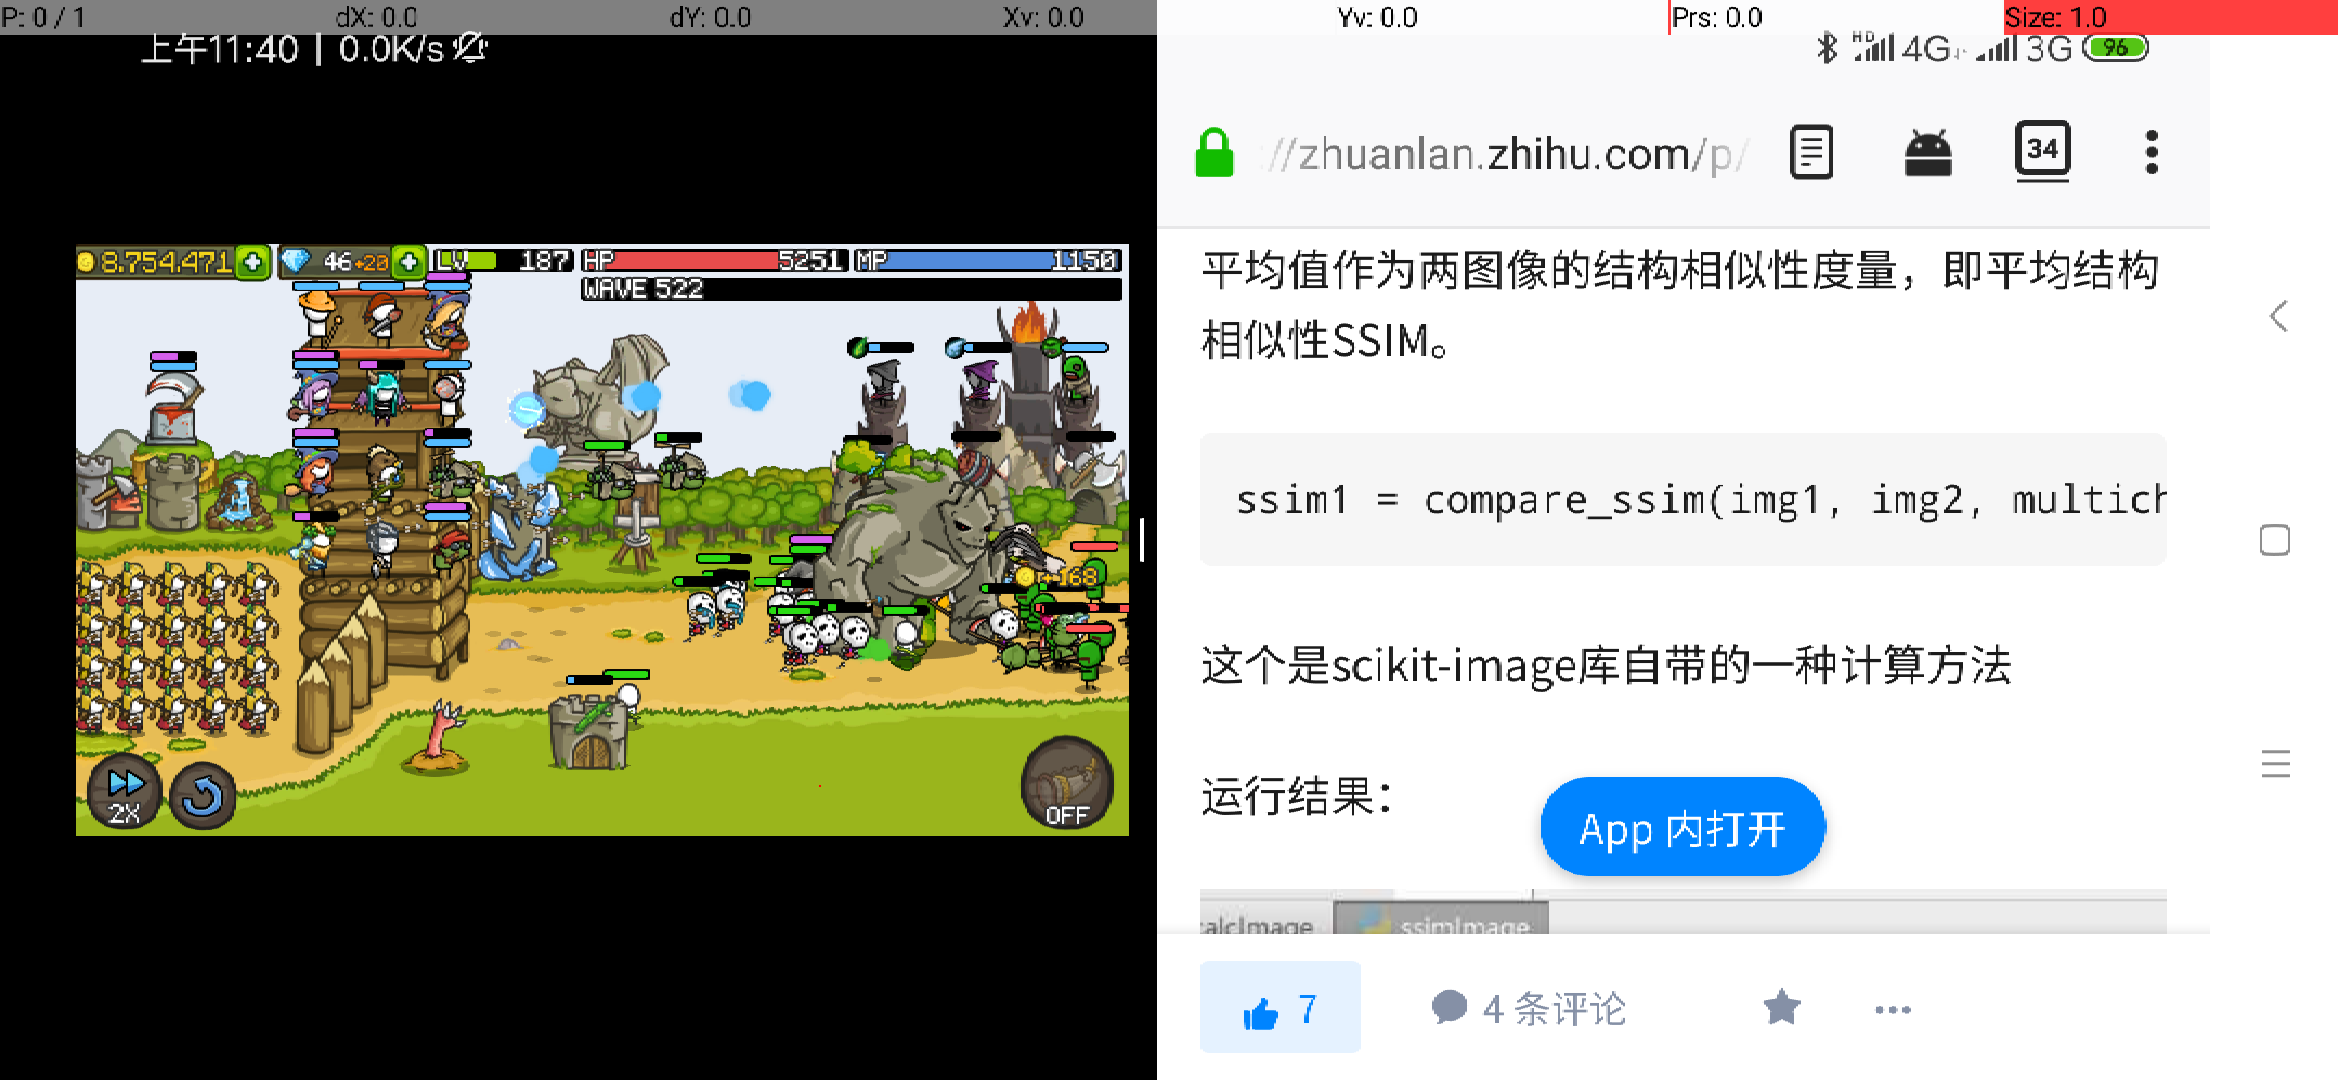 P: 0 / 1 dX: 0.0 dY: 0.0 Xv: 0.0 Yv: 0.0 Prs: 0.0 Size: 1.0
上午11:40 | 0.0K/s
HD 4G 3G 96
://zhuanlan.zhihu.com/p/
34
8,754,471 46+20 LV 187 HP 5251 MP 1150
WAVE 522
+168
2X
OFF
平均值作为两图像的结构相似性度量，即平均结构
相似性SSIM。
ssim1 = compare_ssim(img1, img2, multich
这个是scikit-image库自带的一种计算方法
运行结果：
App 内打开
calcImage ssimImage
7 4 条评论